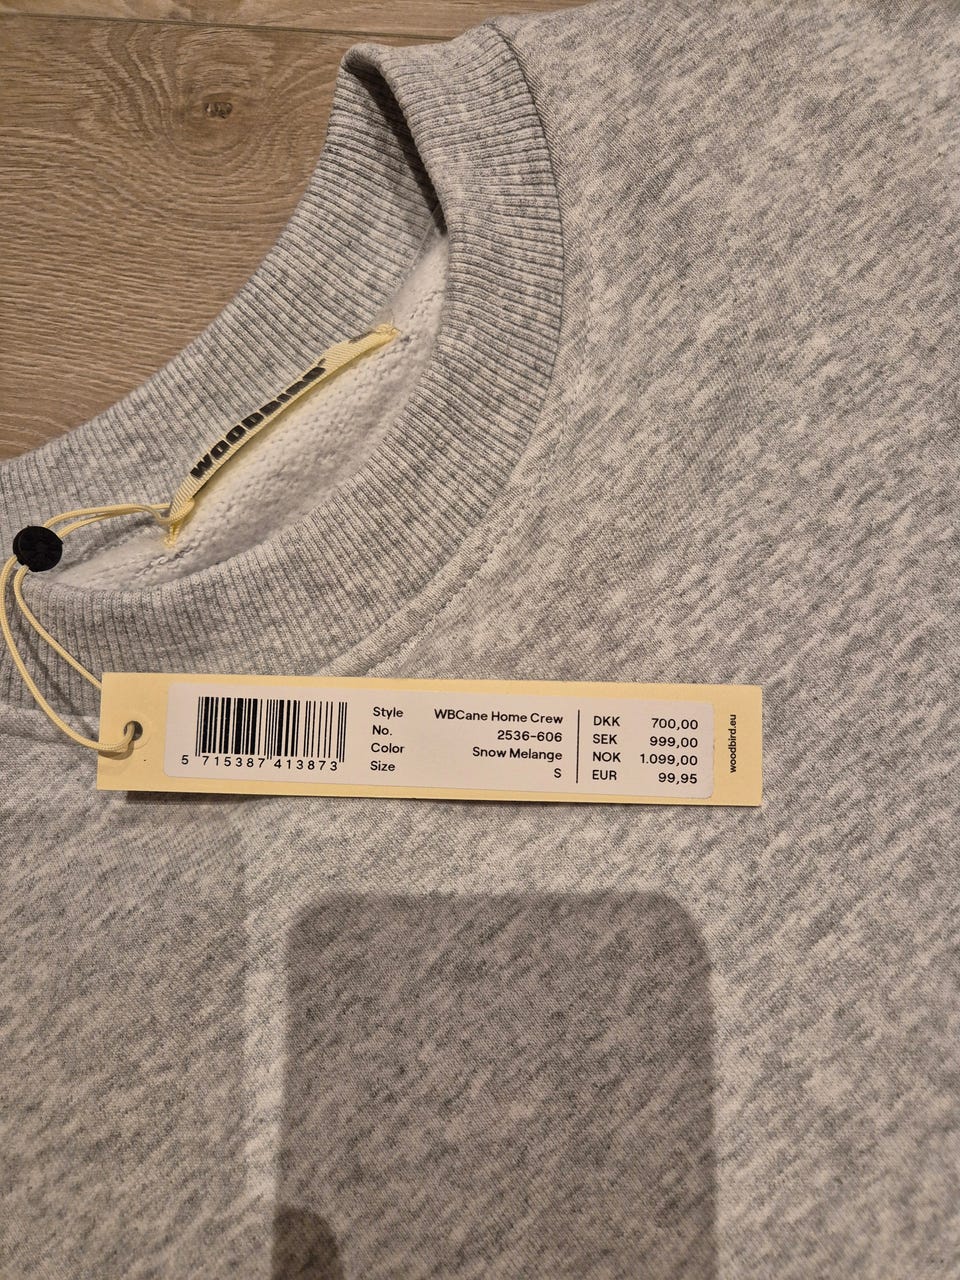 WOODBIRD
Style WBCane Home Crew
No. 2536-606
Color Snow Melange
Size S
DKK 700,00
SEK 999,00
NOK 1.099,00
EUR 99,95
5 715387 413873
woodbird.eu